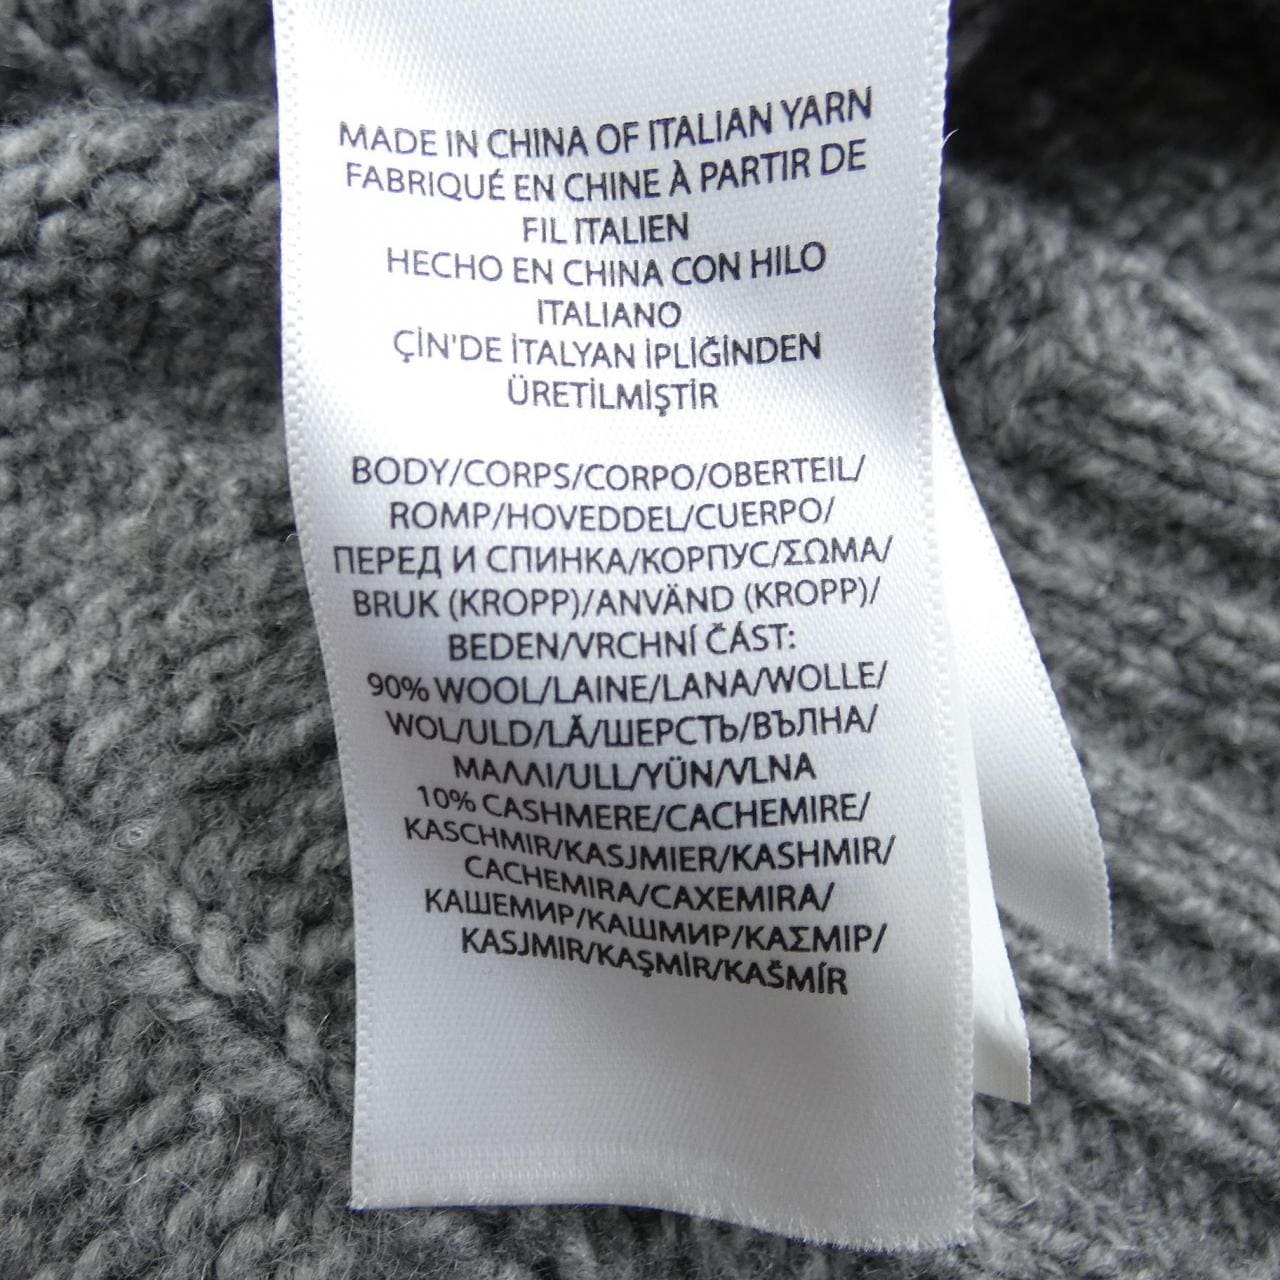 MADE IN CHINA OF ITALIAN YARN
FABRIQUÉ EN CHINE À PARTIR DE
FIL ITALIEN
HECHO EN CHINA CON HILO
ITALIANO
ÇİN'DE İTALYAN İPLİĞİNDEN
ÜRETİLMİŞTİR
BODY/CORPS/CORPO/OBERTEIL/
ROMP/HOVEDDEL/CUERPO/
ПЕРЕД И СПИНКА/КОРПУС/ΣΩΜΑ/
BRUK (KROPP)/ANVÄND (KROPP)/
BEDEN/VRCHNÍ ČÁST:
90% WOOL/LAINE/LANA/WOLLE/
WOL/ULD/LÃ/ШЕРСТЬ/ВЪЛНА/
ΜΑΛΛΙ/ULL/YÜN/VLNA
10% CASHMERE/CACHEMIRE/
KASCHMIR/KASJMIER/KASHMIR/
CACHEMIRA/CAXEMIRA/
КАШЕМИР/КАШМИР/ΚΑΣΜΙΡ/
KASJMIR/KAŞMİR/KAŠMÍR